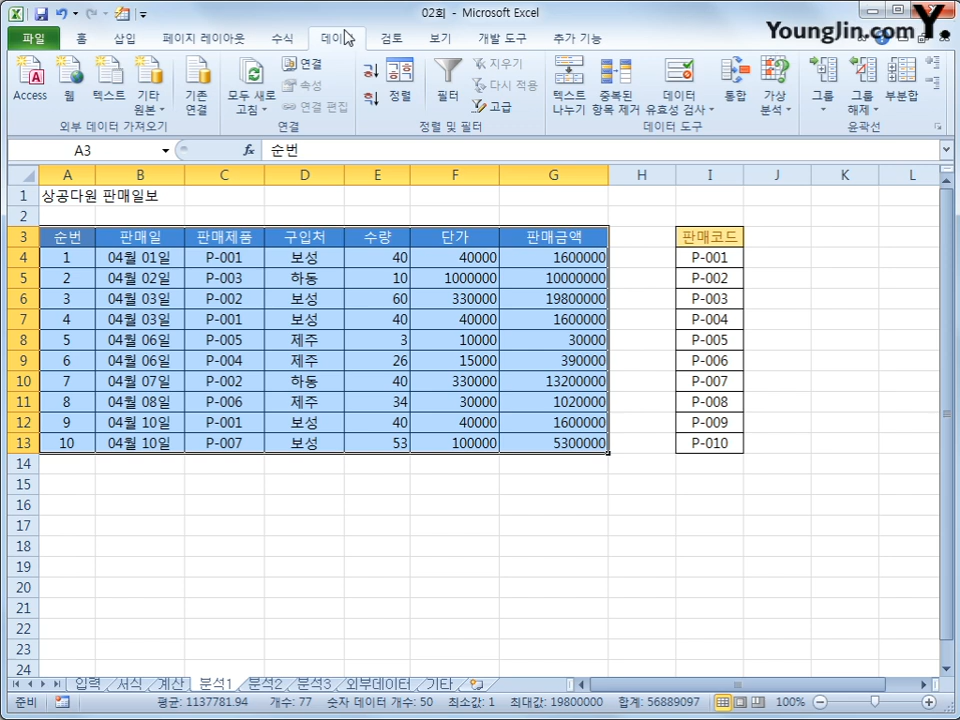 02회 - Microsoft Excel
YoungJin.com Y.
파일 홈 삽입 페이지 레이아웃 수식 데이 검토 보기 개발 도구 추가 기능
Access 웹 텍스트 기타 원본 기존 연결 모두 새로 고침 연결 속성 연결 편집 정렬 필터 지우기 다시 적용 고급 텍스트 나누기 중복된 항목 제거 데이터 유효성 검사 통합 가상 분석 그룹 그룹 해제 부분합
외부 데이터 가져오기 연결 정렬 및 필터 데이터 도구 윤곽선
A3 fx 순번
A B C D E F G H I J K L
1 상공다원 판매일보
2
3 순번 판매일 판매제품 구입처 수량 단가 판매금액 판매코드
4 1 04월 01일 P-001 보성 40 40000 1600000 P-001
5 2 04월 02일 P-003 하동 10 1000000 10000000 P-002
6 3 04월 03일 P-002 보성 60 330000 19800000 P-003
7 4 04월 03일 P-001 보성 40 40000 1600000 P-004
8 5 04월 06일 P-005 제주 3 10000 30000 P-005
9 6 04월 06일 P-004 제주 26 15000 390000 P-006
10 7 04월 07일 P-002 하동 40 330000 13200000 P-007
11 8 04월 08일 P-006 제주 34 30000 1020000 P-008
12 9 04월 10일 P-001 보성 40 40000 1600000 P-009
13 10 04월 10일 P-007 보성 53 100000 5300000 P-010
14
15
16
17
18
19
20
21
22
23
24
입력 서식 계산 분석1 분석2 분석3 외부데이터 기타
준비 평균: 1137781.94 개수: 77 숫자 데이터 개수: 50 최소값: 1 최대값: 19800000 합계: 56889097 100%